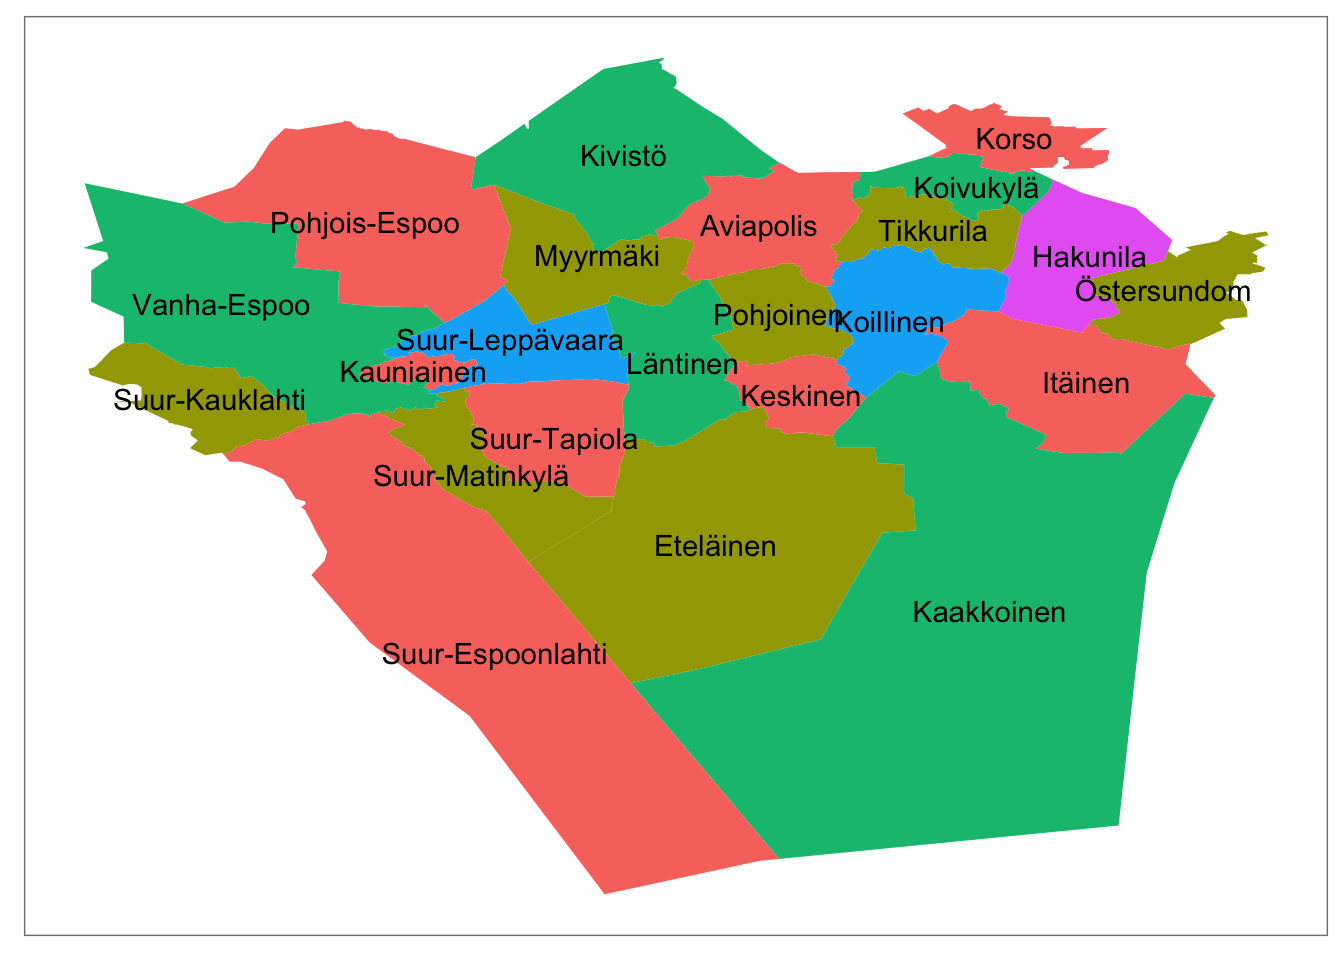 Korso
Kivistö
Koivukylä
Pohjois-Espoo
Aviapolis
Tikkurila
Myyrmäki
Hakunila
Östersundom
Vanha-Espoo
Pohjoinen
Koillinen
Suur-Leppävaara
Läntinen
Kauniainen
Itäinen
Keskinen
Suur-Kauklahti
Suur-Tapiola
Suur-Matinkylä
Eteläinen
Kaakkoinen
Suur-Espoonlahti